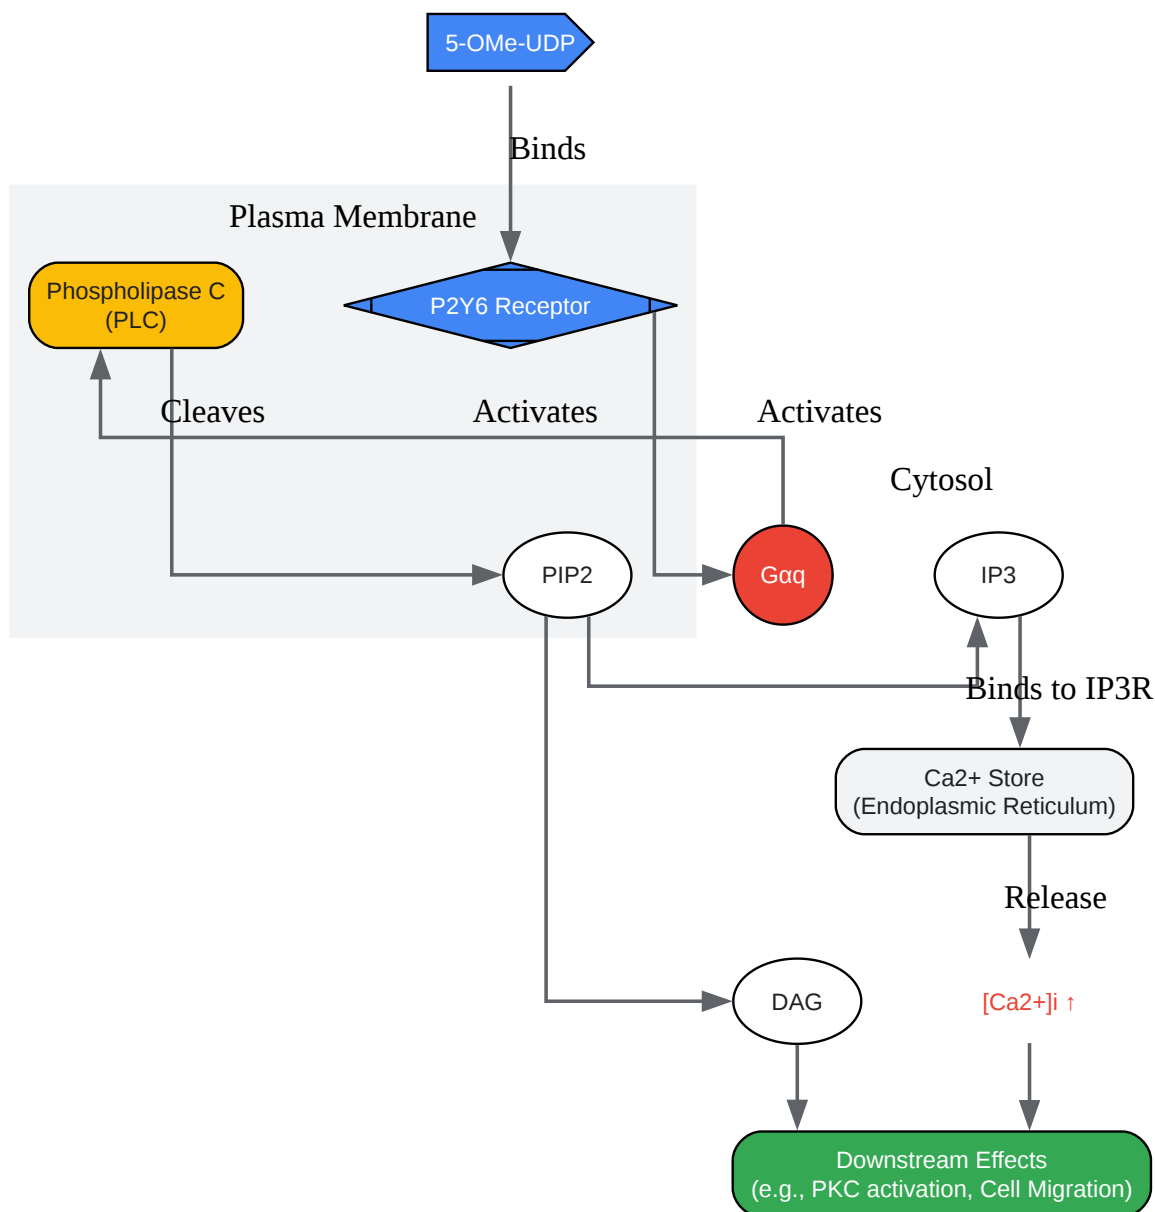 5-OMe-UDP
Binds
Plasma Membrane
Phospholipase C
(PLC)
P2Y6 Receptor
Cleaves
Activates
Activates
Cytosol
PIP2
Gαq
IP3
Binds to IP3R
Ca2+ Store
(Endoplasmic Reticulum)
Release
DAG
[Ca2+]i ↑
Downstream Effects
(e.g., PKC activation, Cell Migration)